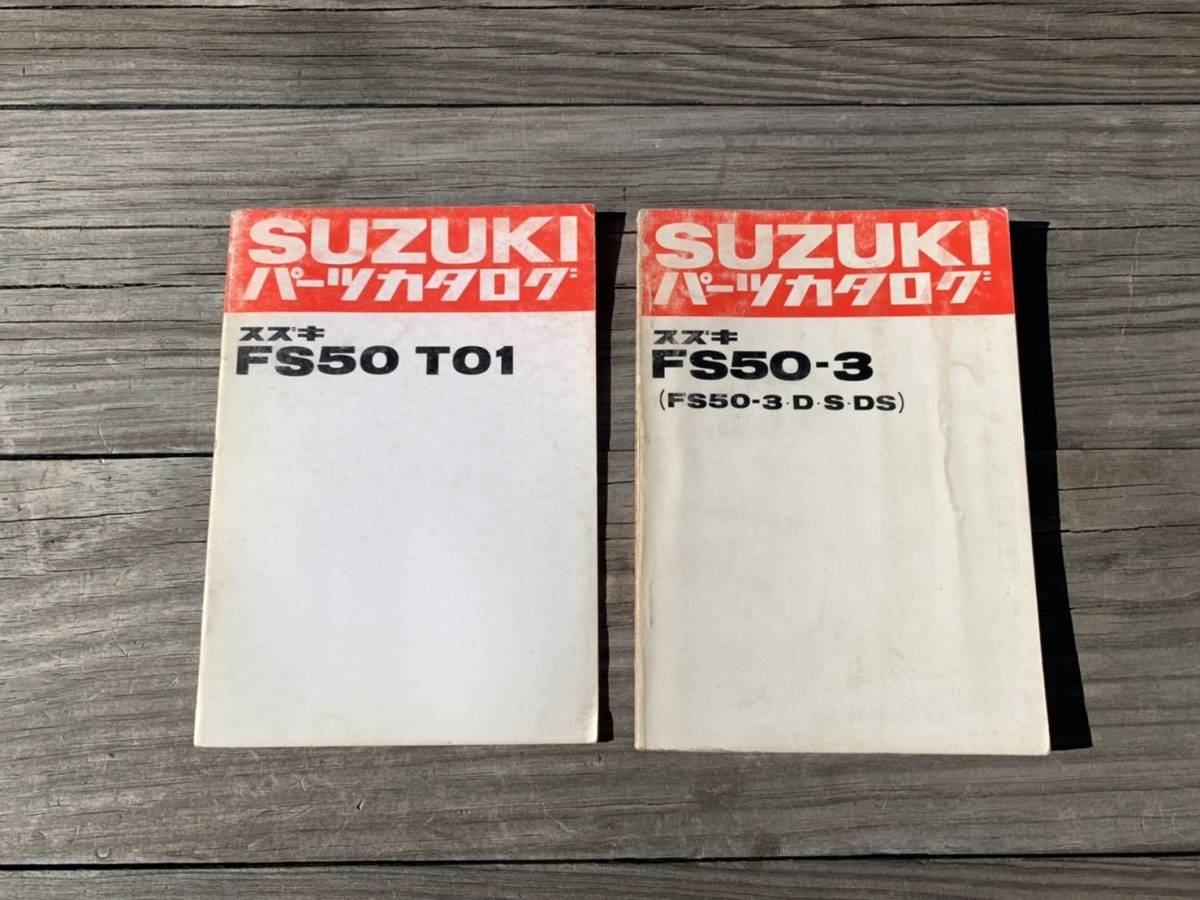 SUZUKI
パーツカタログ
スズキ
FS50 T01
SUZUKI
パーツカタログ
スズキ
FS50-3
(FS50-3・D・S・DS)